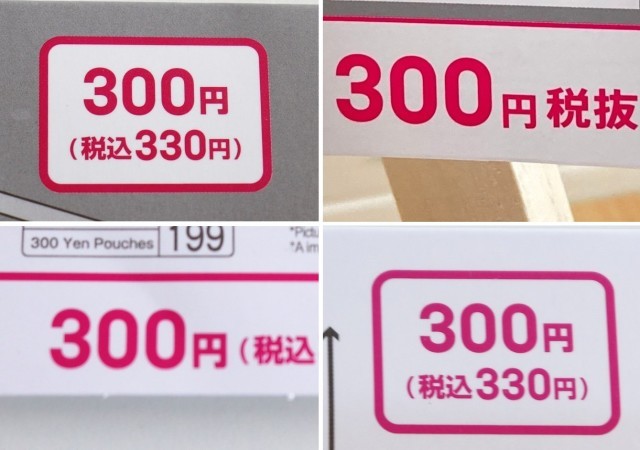 300円
(税込330円)
300円 税抜
300 Yen Pouches 199
*Pictu
*A im
300円 (税込
300円
(税込330円)